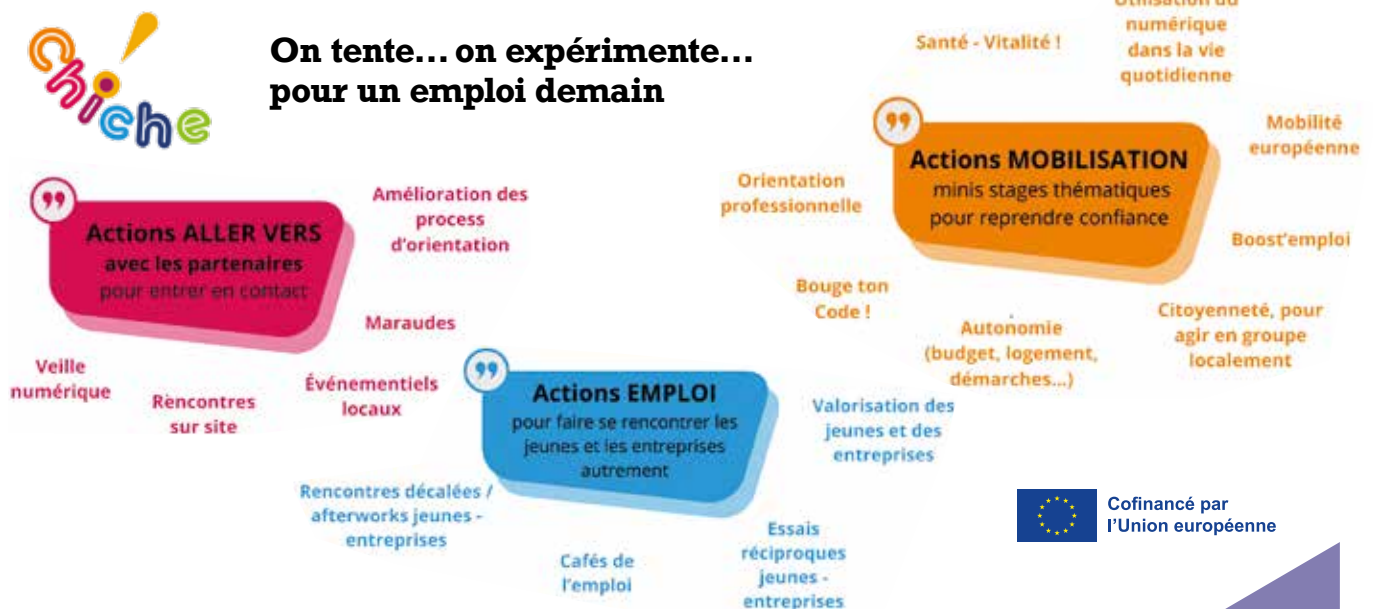 Chiche!
On tente... on expérimente...
pour un emploi demain
Actions ALLER VERS
avec les partenaires
pour entrer en contact
Amélioration des
process
d'orientation
Maraudes
Événementiels
locaux
Rencontres
sur site
Veille
numérique
Actions EMPLOI
pour faire se rencontrer les
jeunes et les entreprises
autrement
Rencontres décalées /
afterworks jeunes -
entreprises
Cafés de
l'emploi
Essais
réciproques
jeunes -
entreprises
Valorisation des
jeunes et des
entreprises
Actions MOBILISATION
minis stages thématiques
pour reprendre confiance
Santé - Vitalité !
Utilisation du
numérique
dans la vie
quotidienne
Mobilité
européenne
Boost'emploi
Citoyenneté, pour
agir en groupe
localement
Autonomie
(budget, logement,
démarches...)
Bouge ton
Code !
Orientation
professionnelle
Cofinancé par
l'Union européenne